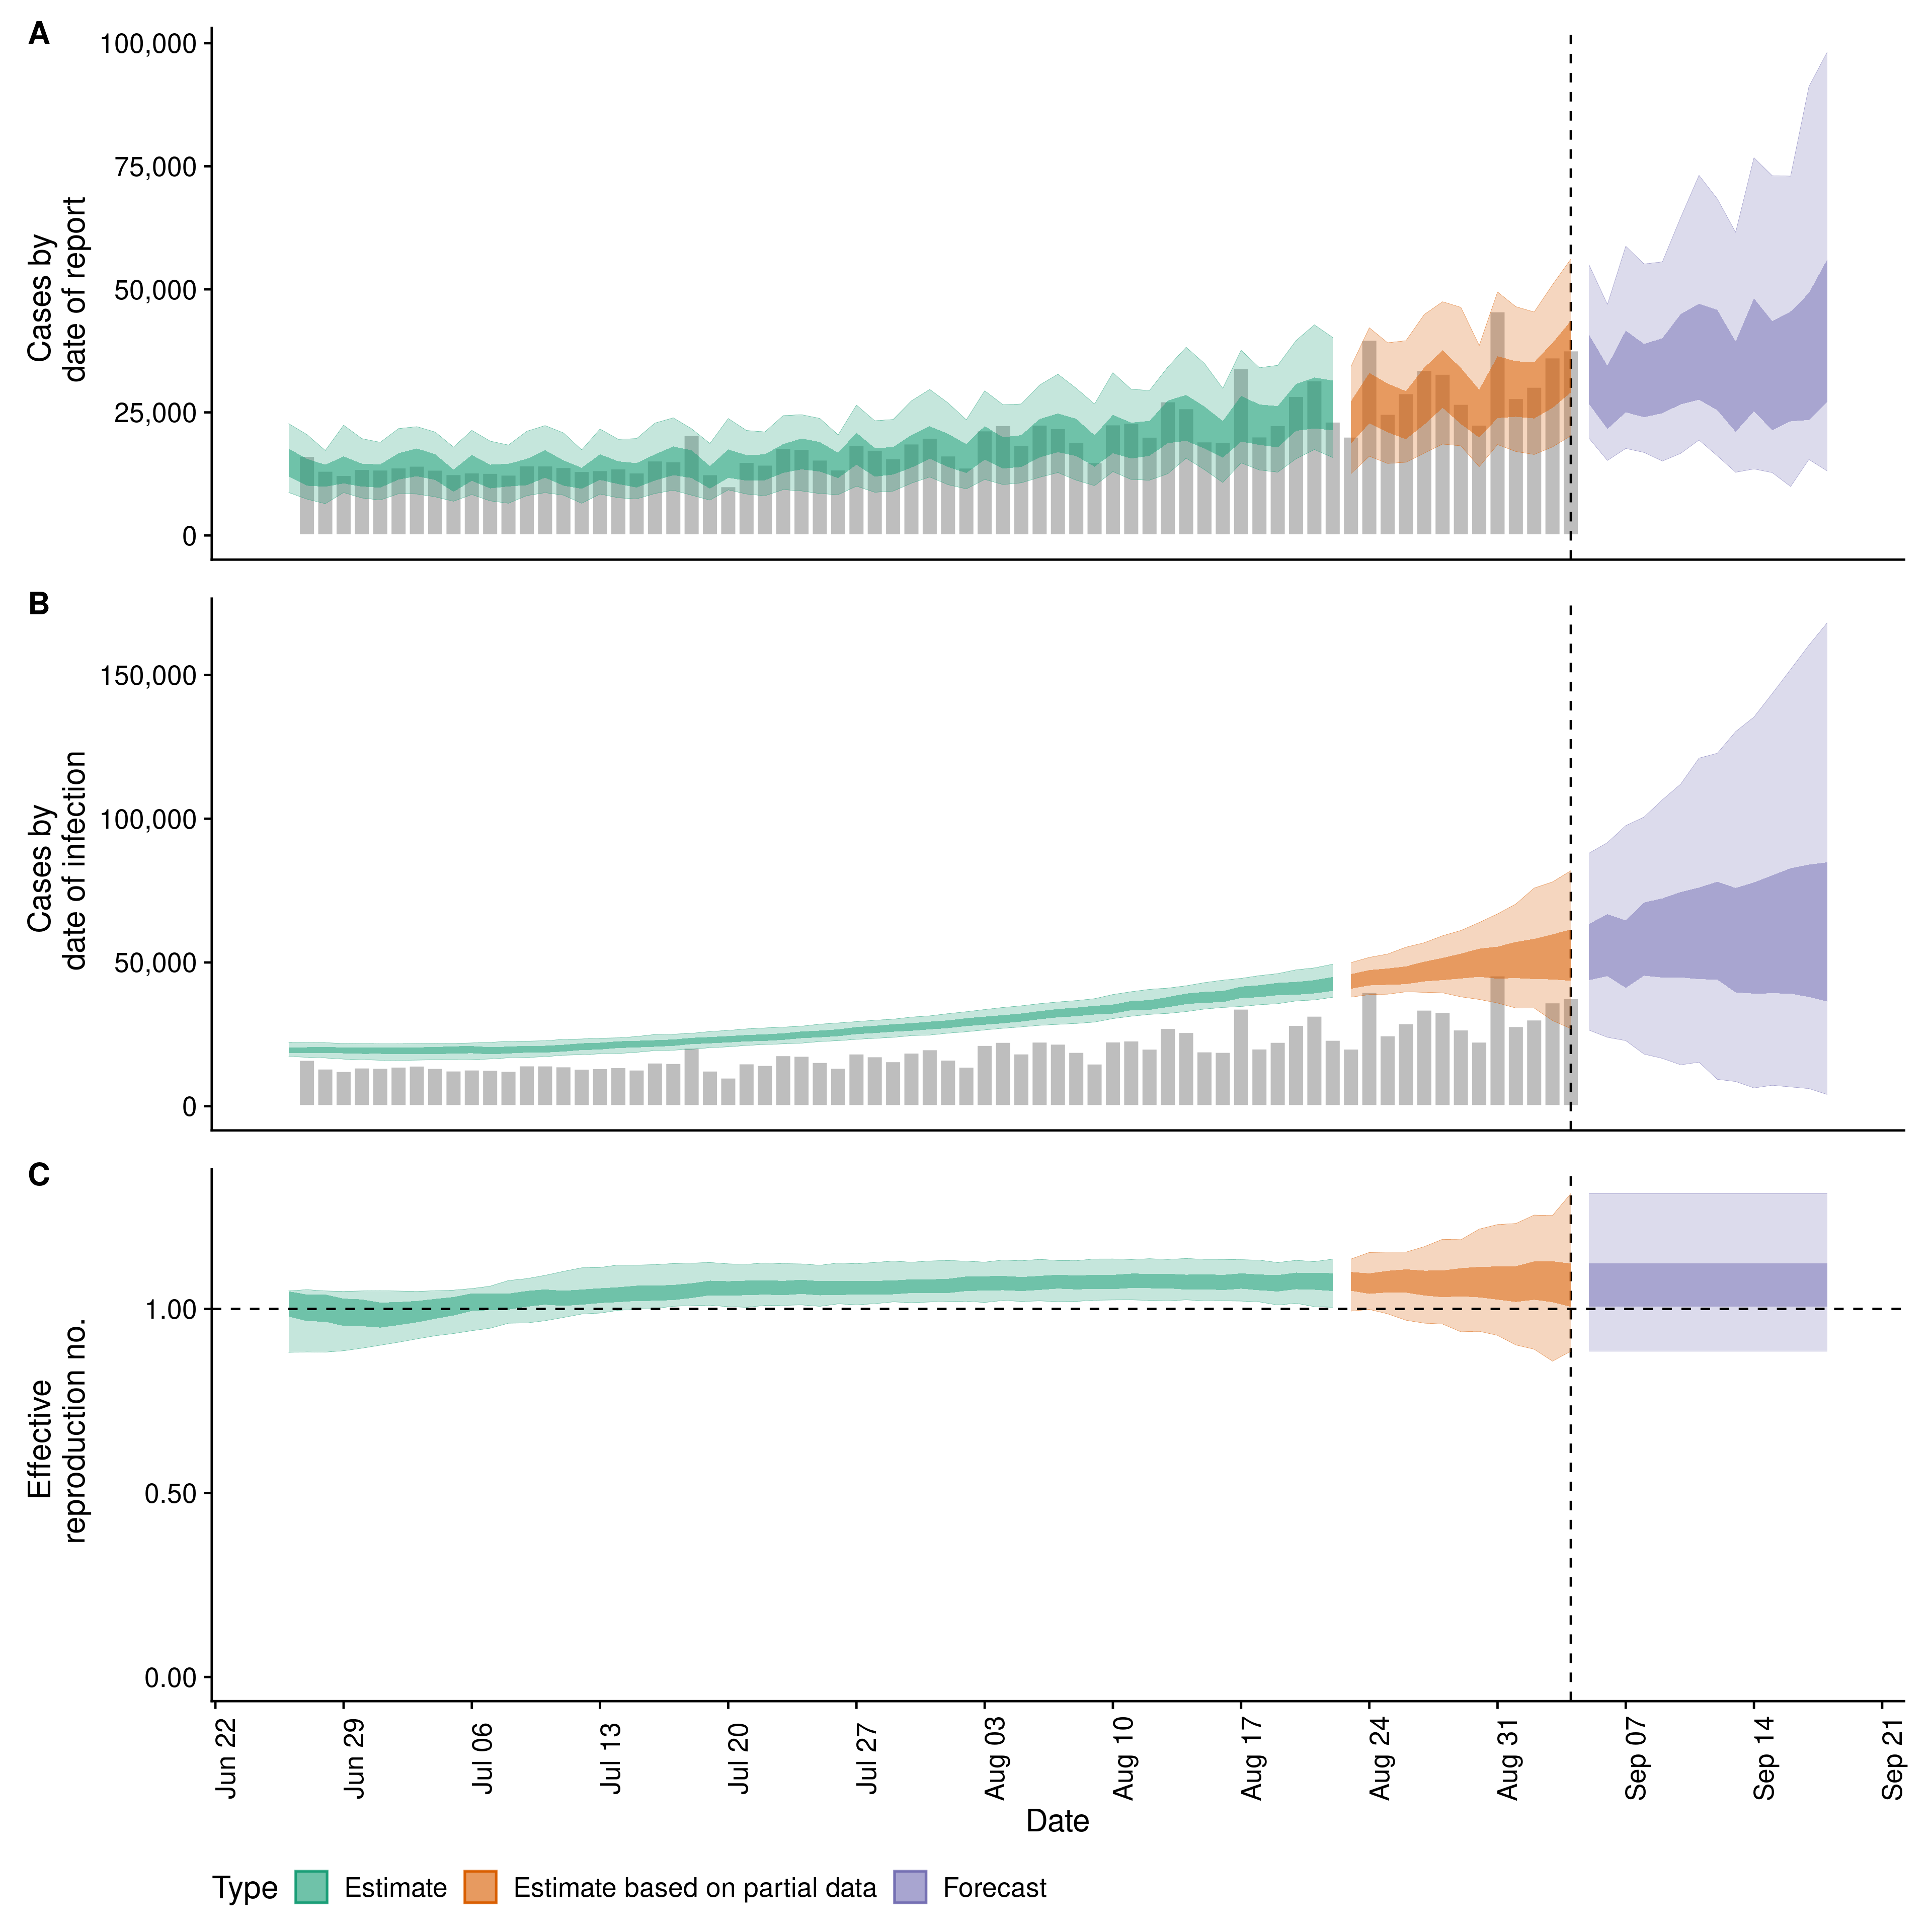 A
100,000
75,000
50,000
25,000
0
Cases by
date of report
B
150,000
100,000
50,000
0
Cases by
date of infection
C
1.00
0.50
0.00
Effective
reproduction no.
Jun 22
Jun 29
Jul 06
Jul 13
Jul 20
Jul 27
Aug 03
Aug 10
Aug 17
Aug 24
Aug 31
Sep 07
Sep 14
Sep 21
Date
Type Estimate Estimate based on partial data Forecast